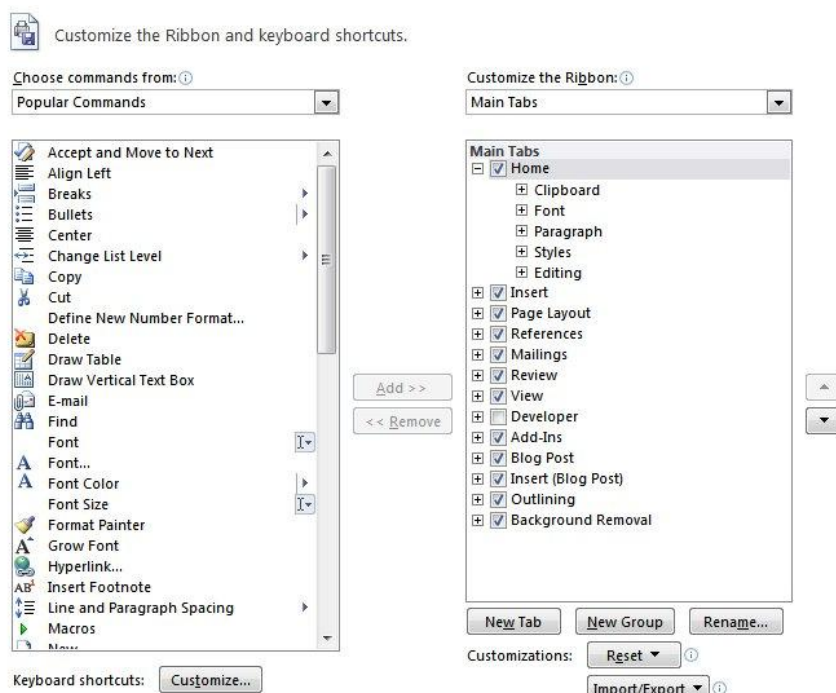 Customize the Ribbon and keyboard shortcuts.
Choose commands from:
Popular Commands
Accept and Move to Next
Align Left
Breaks
Bullets
Center
Change List Level
Copy
Cut
Define New Number Format...
Delete
Draw Table
Draw Vertical Text Box
E-mail
Find
Font
Font...
Font Color
Font Size
Format Painter
Grow Font
Hyperlink...
Insert Footnote
Line and Paragraph Spacing
Macros
New
Keyboard shortcuts: Customize...
Add >>
<< Remove
Customize the Ribbon:
Main Tabs
Main Tabs
Home
Clipboard
Font
Paragraph
Styles
Editing
Insert
Page Layout
References
Mailings
Review
View
Developer
Add-Ins
Blog Post
Insert (Blog Post)
Outlining
Background Removal
New Tab New Group Rename...
Customizations: Reset
Import/Export